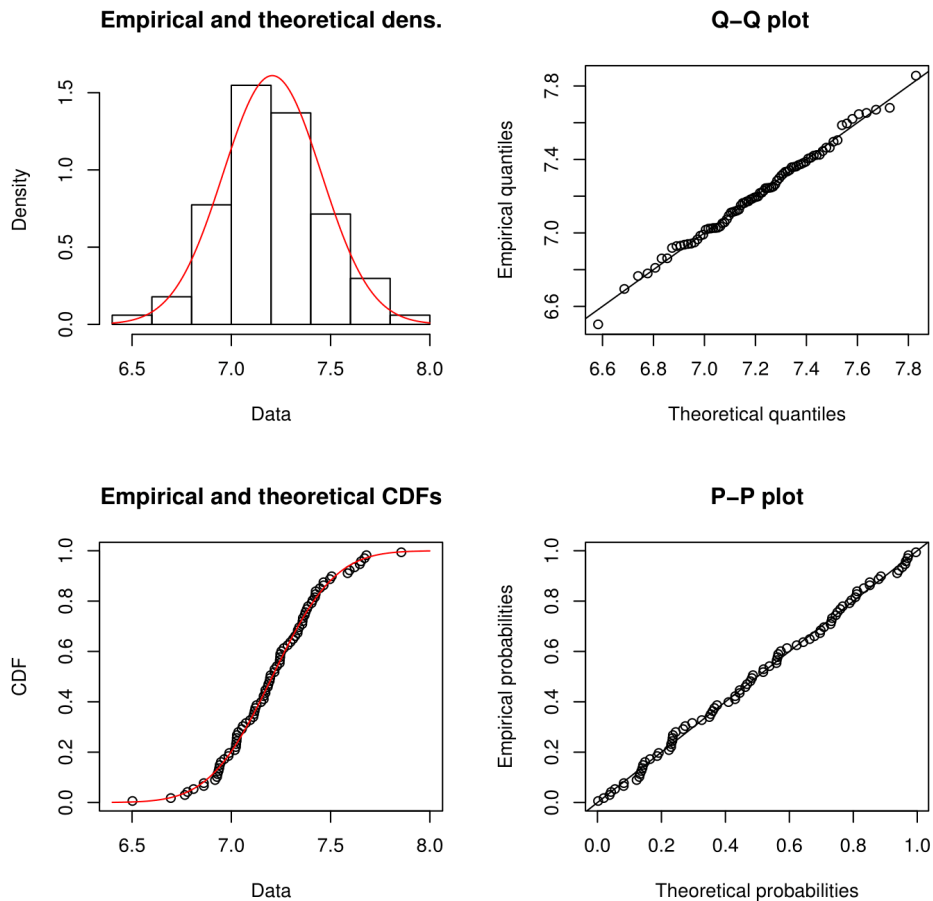 Empirical and theoretical dens.
Density
0.0 0.5 1.0 1.5
6.5 7.0 7.5 8.0
Data
Q−Q plot
Empirical quantiles
6.6 7.0 7.4 7.8
6.6 6.8 7.0 7.2 7.4 7.6 7.8
Theoretical quantiles
Empirical and theoretical CDFs
CDF
0.0 0.2 0.4 0.6 0.8 1.0
6.5 7.0 7.5 8.0
Data
P−P plot
Empirical probabilities
0.0 0.2 0.4 0.6 0.8 1.0
0.0 0.2 0.4 0.6 0.8 1.0
Theoretical probabilities